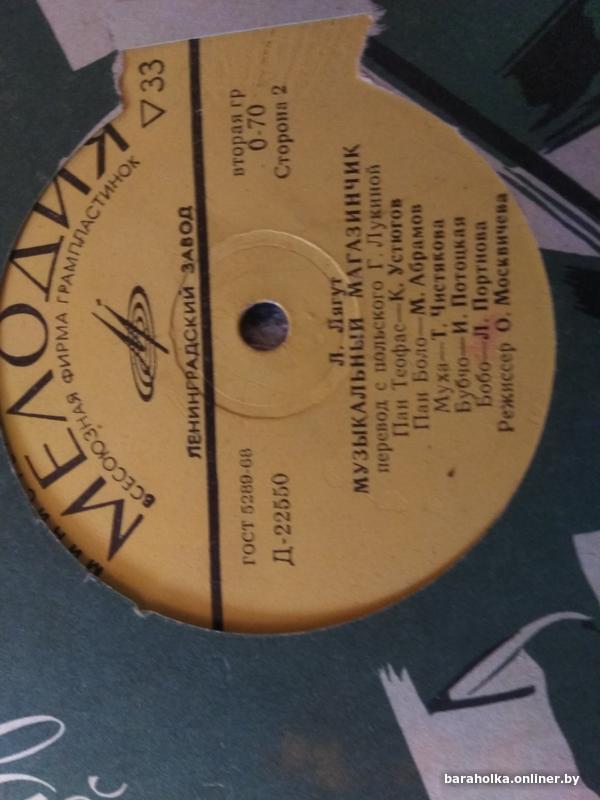 МЕЛОДИ
ВСЕСОЮЗНАЯ ФИРМА ГРАМПЛАСТИНОК
▽33
ЛЕНИНГРАДСКИЙ ЗАВОД
ГОСТ 5289-68
Д-22550
вторая гр
0-70
Сторона 2
Л. Лягут
МУЗЫКАЛЬНЫЙ МАГАЗИНЧИК
перевод с польского Г. Лукиной
Пан Теофас—К. Устюгов
Пан Боло—М. Абрамов
Муха—Т. Чистякова
Бубчо—И. Потоцкая
Бобо—Л. Портнова
Режиссер О. Москвичева
baraholka.onliner.by